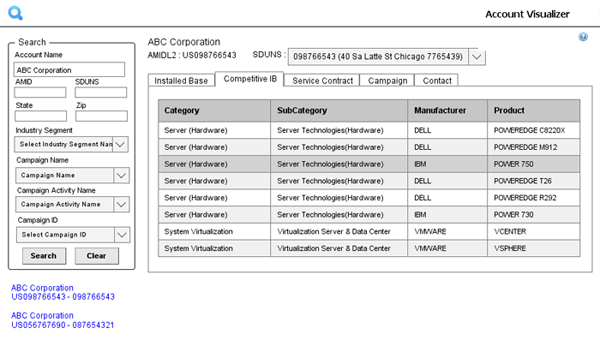 Account Visualizer
Search
Account Name
ABC Corporation
AMID SDUNS
State Zip
Industry Segment
Select Industry Segment Nan
Campaign Name
Campaign Name
Campaign Activity Name
Campaign Activity Name
Campaign ID
Select Campaign ID
Search Clear
ABC Corporation
US098766543 - 098766543
ABC Corporation
US056767690 - 087654321
ABC Corporation
AMIDL2 : US098766543 SDUNS : 098766543 (40 Sa Latte St Chicago 7765439)
Installed Base Competitive IB Service Contract Campaign Contact
Category SubCategory Manufacturer Product
Server (Hardware) Server Technologies(Hardware) DELL POWEREDGE C8220X
Server (Hardware) Server Technologies(Hardware) DELL POWEREDGE M912
Server (Hardware) Server Technologies(Hardware) IBM POWER 750
Server (Hardware) Server Technologies(Hardware) DELL POWEREDGE T26
Server (Hardware) Server Technologies(Hardware) DELL POWEREDGE R292
Server (Hardware) Server Technologies(Hardware) IBM POWER 730
System Virtualization Virtualization Server & Data Center VMWARE VCENTER
System Virtualization Virtualization Server & Data Center VMWARE VSPHERE